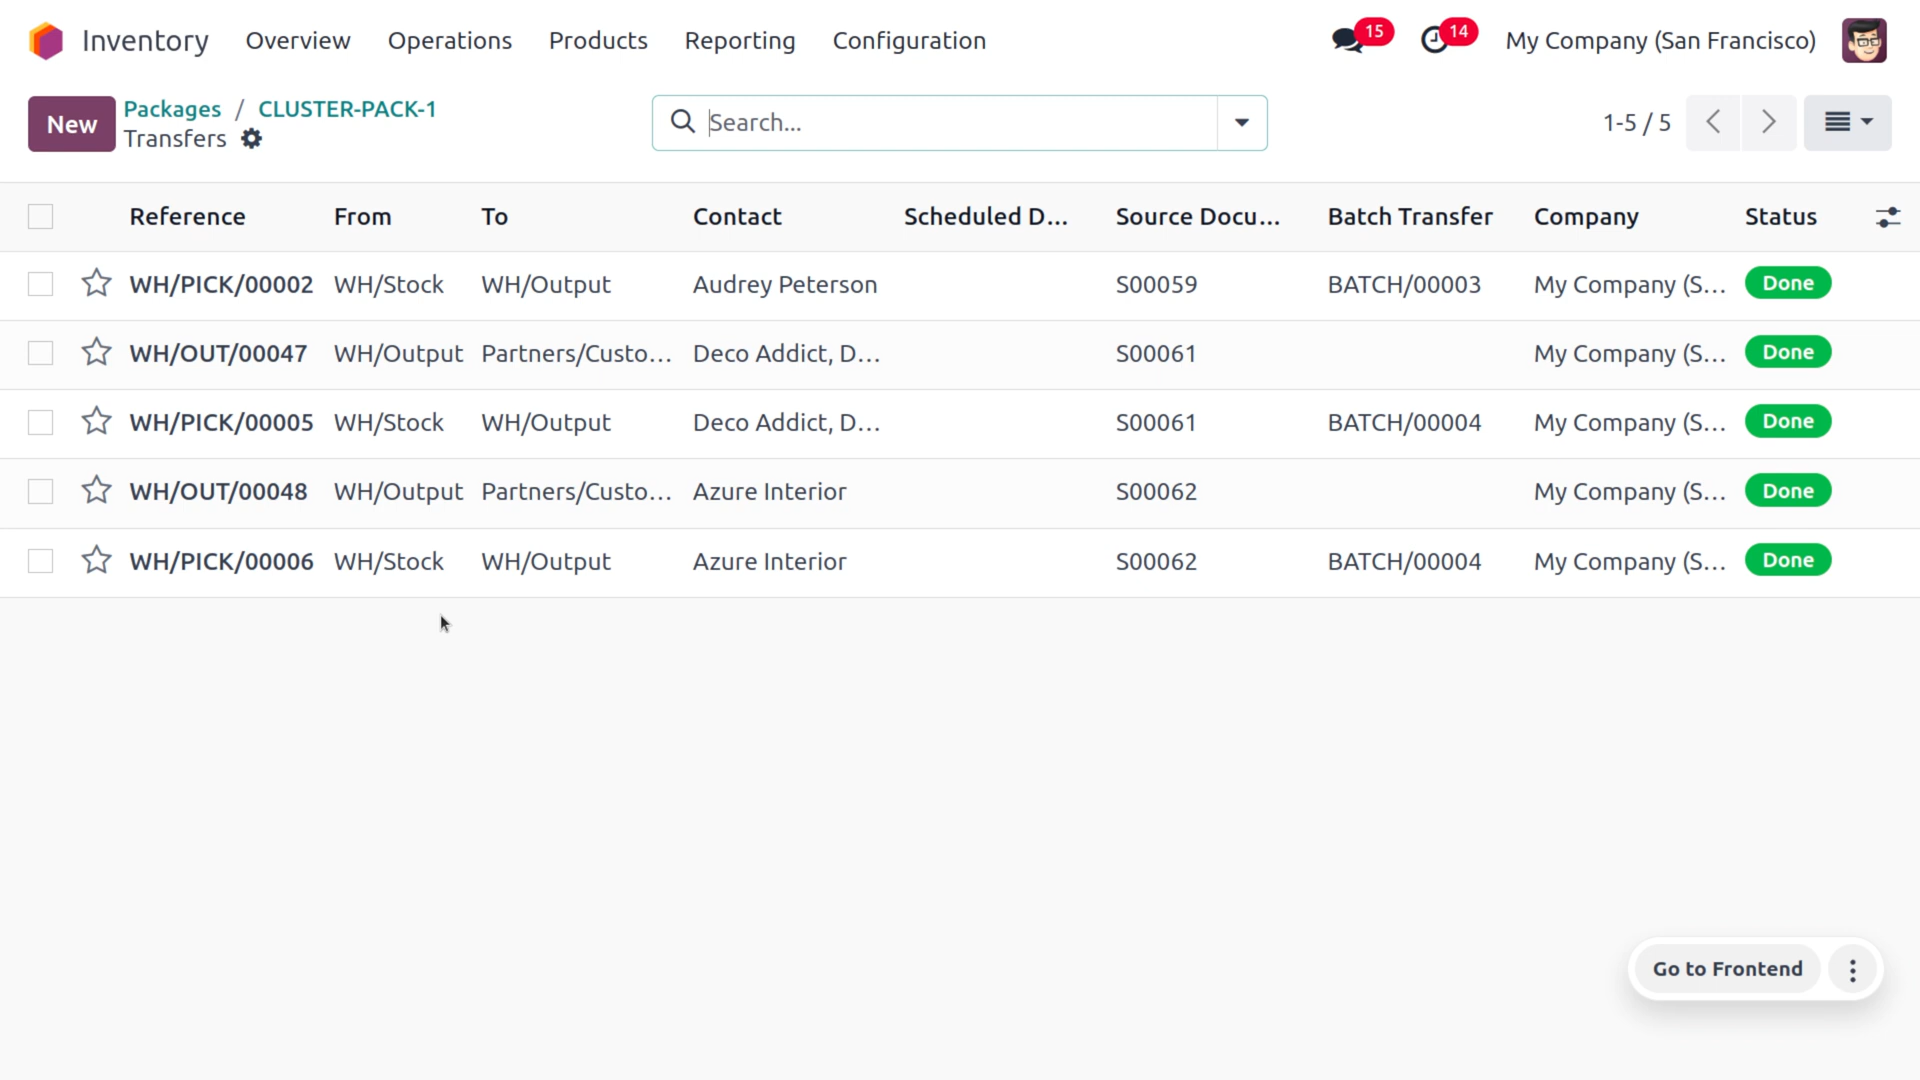 Inventory Overview Operations Products Reporting Configuration 15 14 My Company (San Francisco)
New Packages / CLUSTER-PACK-1
Transfers
Search...
1-5 / 5
Reference From To Contact Scheduled D... Source Docu... Batch Transfer Company Status
WH/PICK/00002 WH/Stock WH/Output Audrey Peterson S00059 BATCH/00003 My Company (S... Done
WH/OUT/00047 WH/Output Partners/Custo... Deco Addict, D... S00061 My Company (S... Done
WH/PICK/00005 WH/Stock WH/Output Deco Addict, D... S00061 BATCH/00004 My Company (S... Done
WH/OUT/00048 WH/Output Partners/Custo... Azure Interior S00062 My Company (S... Done
WH/PICK/00006 WH/Stock WH/Output Azure Interior S00062 BATCH/00004 My Company (S... Done
Go to Frontend